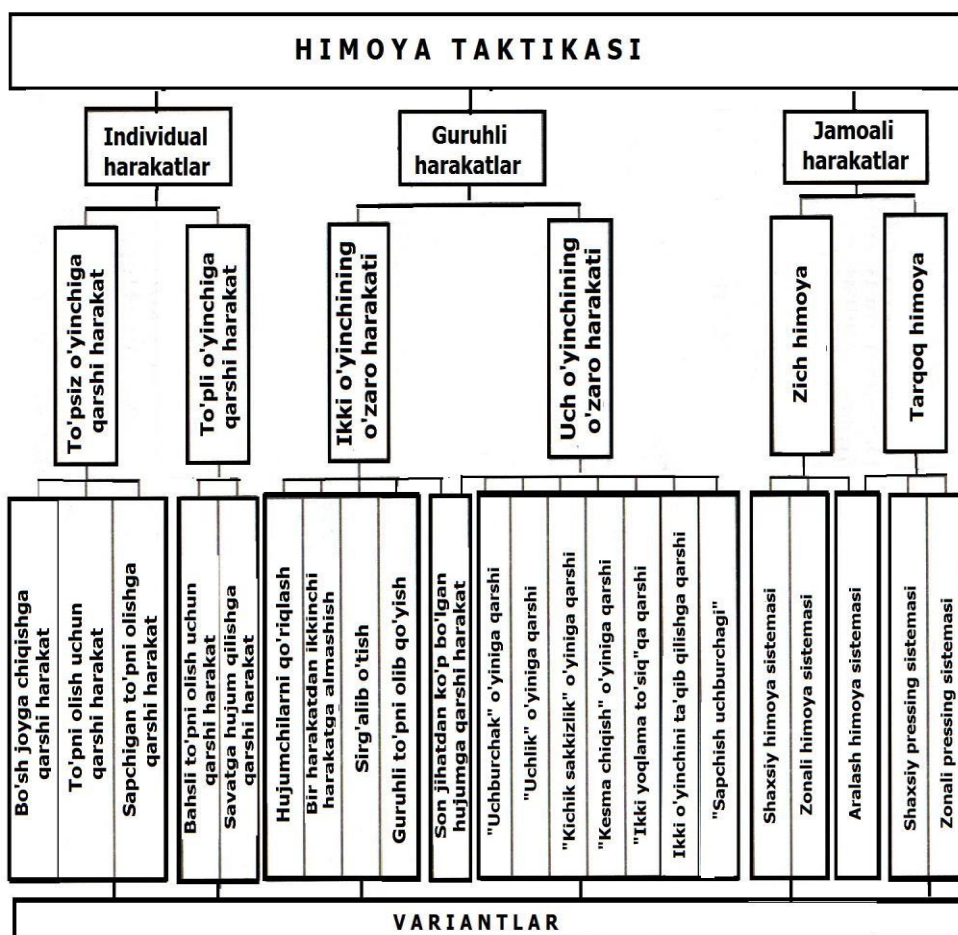 HIMOYA TAKTIKASI
Individual
harakatlar
Guruhli
harakatlar
Jamoali
harakatlar
To'psiz o'yinchiga
qarshi harakat
To'pli o'yinchiga
qarshi harakat
Ikki o'yinchining
o'zaro harakati
Uch o'yinchining
o'zaro harakati
Zich himoya
Tarqoq himoya
Bo'sh joyga chiqishga
qarshi harakat
To'pni olish uchun
qarshi harakat
Sapchigan to'pni olishga
qarshi harakat
Bahsli to'pni olish uchun
qarshi harakat
Savatga hujum qilishga
qarshi harakat
Hujumchilarni qo'riqlash
Bir harakatdan ikkinchi
harakatga almashish
Sirg'alib o'tish
Guruhli to'pni olib qo'yish
Son jihatdan ko'p bo'lgan
hujumga qarshi harakat
"Uchburchak" o'yiniga qarshi
"Uchlik" o'yiniga qarshi
"Kichik sakkizlik" o'yiniga qarshi
"Kesma chiqish" o'yiniga qarshi
"Ikki yoqlama to'siq"qa qarshi
Ikki o'yinchini ta'qib qilishga qarshi
"Sapchish uchburchagi"
Shaxsiy himoya sistemasi
Zonali himoya sistemasi
Aralash himoya sistemasi
Shaxsiy pressing sistemasi
Zonali pressing sistemasi
VARIANTLAR